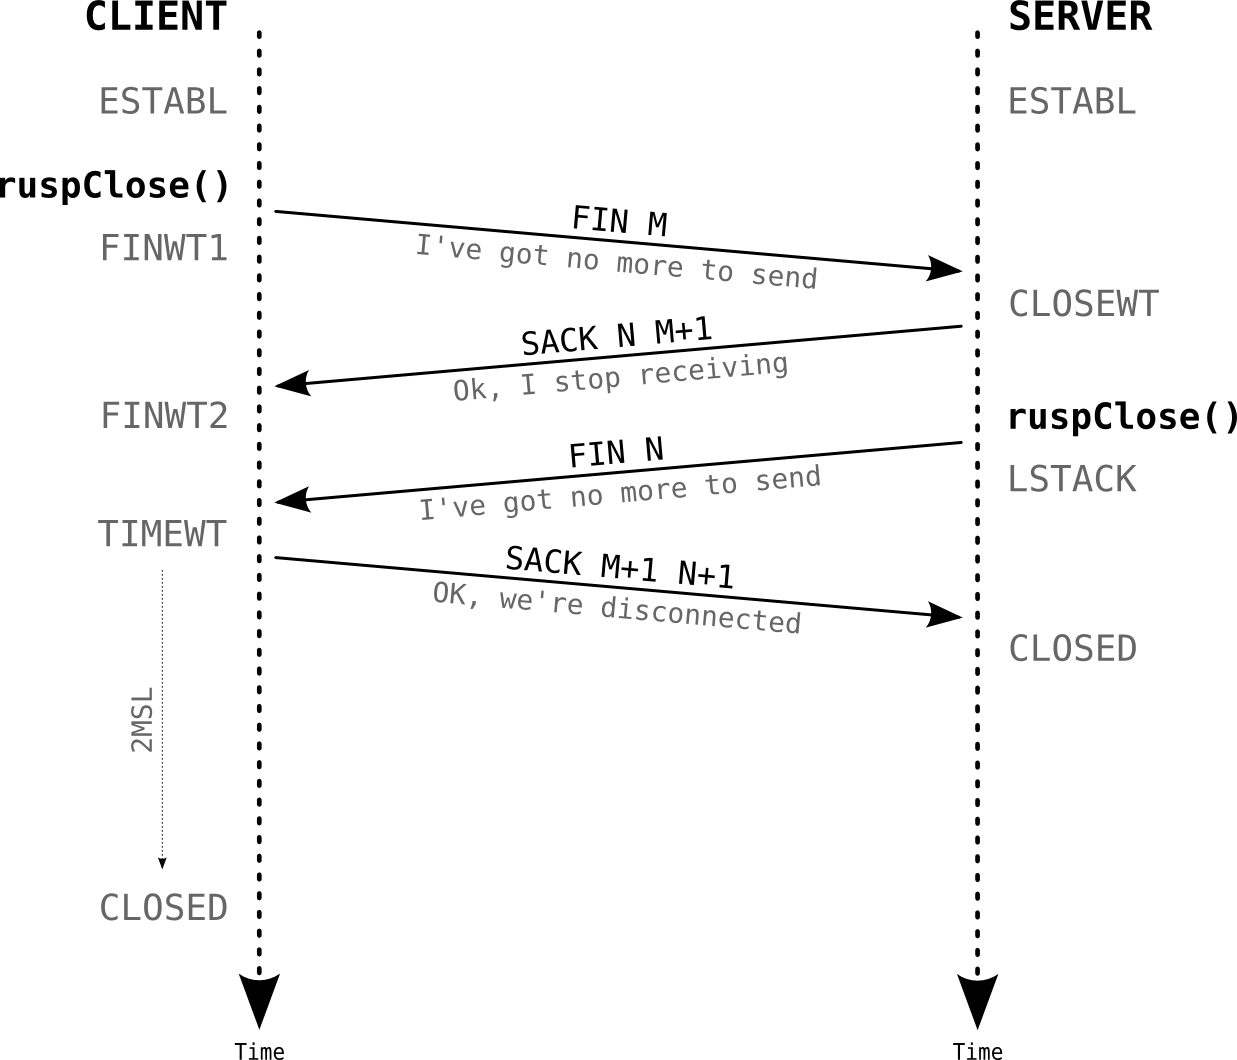 CLIENT
SERVER
ESTABL
ESTABL
ruspClose()
FIN M
I've got no more to send
FINWT1
CLOSEWT
SACK N M+1
Ok, I stop receiving
FINWT2
ruspClose()
FIN N
I've got no more to send
LSTACK
TIMEWT
SACK M+1 N+1
OK, we're disconnected
CLOSED
2MSL
CLOSED
Time
Time